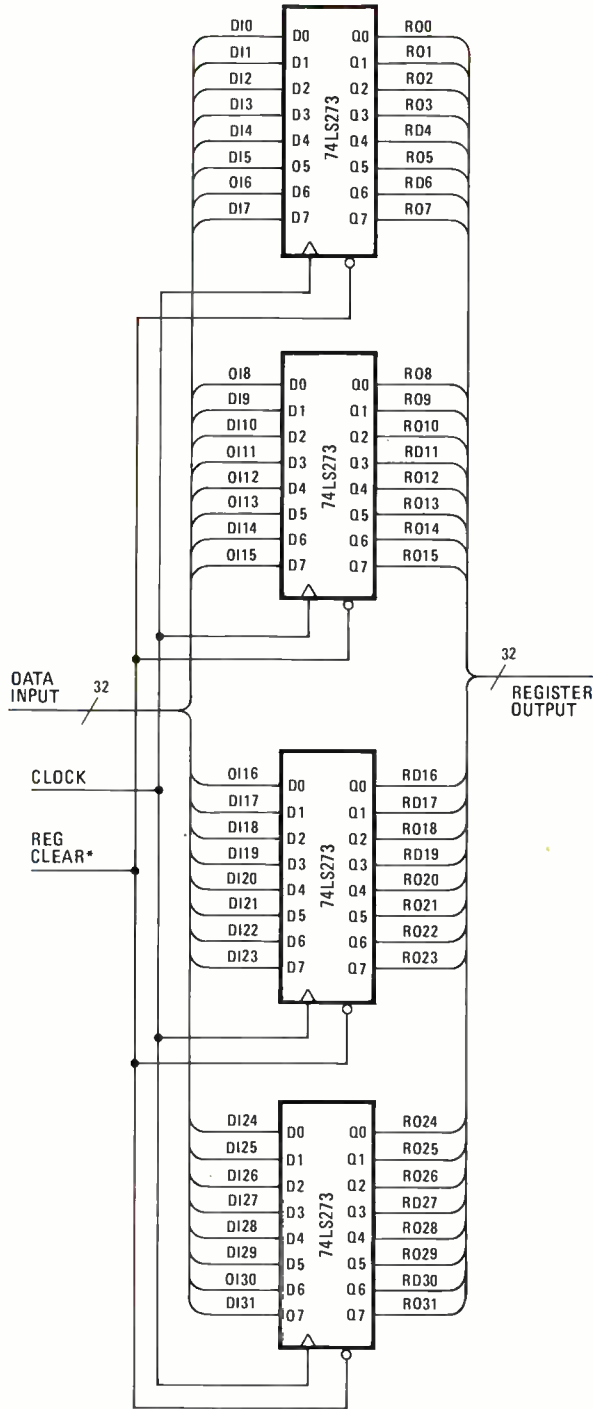 DI0 D0 Q0 RO0
DI1 D1 Q1 RO1
DI2 D2 Q2 RO2
DI3 D3 Q3 RO3
DI4 D4 Q4 RD4
DI5 O5 Q5 RO5
OI6 D6 Q6 RD6
DI7 D7 Q7 RO7
74LS273
OI8 D0 Q0 RO8
DI9 D1 Q1 RO9
DI10 D2 Q2 RO10
OI11 D3 Q3 RD11
OI12 D4 Q4 RO12
OI13 D5 Q5 RO13
DI14 D6 Q6 RO14
OI15 D7 Q7 RO15
74LS273
OATA
INPUT
32
32
REGISTER
OUTPUT
CLOCK
REG
CLEAR*
OI16 D0 Q0 RD16
DI17 D1 Q1 RD17
DI18 D2 Q2 RO18
DI19 D3 Q3 RD19
DI20 D4 Q4 RO20
DI21 D5 Q5 RO21
DI22 D6 Q6 RO22
DI23 D7 Q7 RO23
74LS273
DI24 D0 Q0 RO24
DI25 D1 Q1 RO25
DI26 D2 Q2 RO26
DI27 D3 Q3 RD27
DI28 D4 Q4 RO28
DI29 D5 Q5 RO29
OI30 D6 Q6 RD30
DI31 O7 Q7 RO31
74LS273